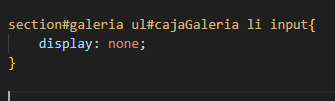 section#galeria ul#cajaGaleria li input{
    display: none;
}